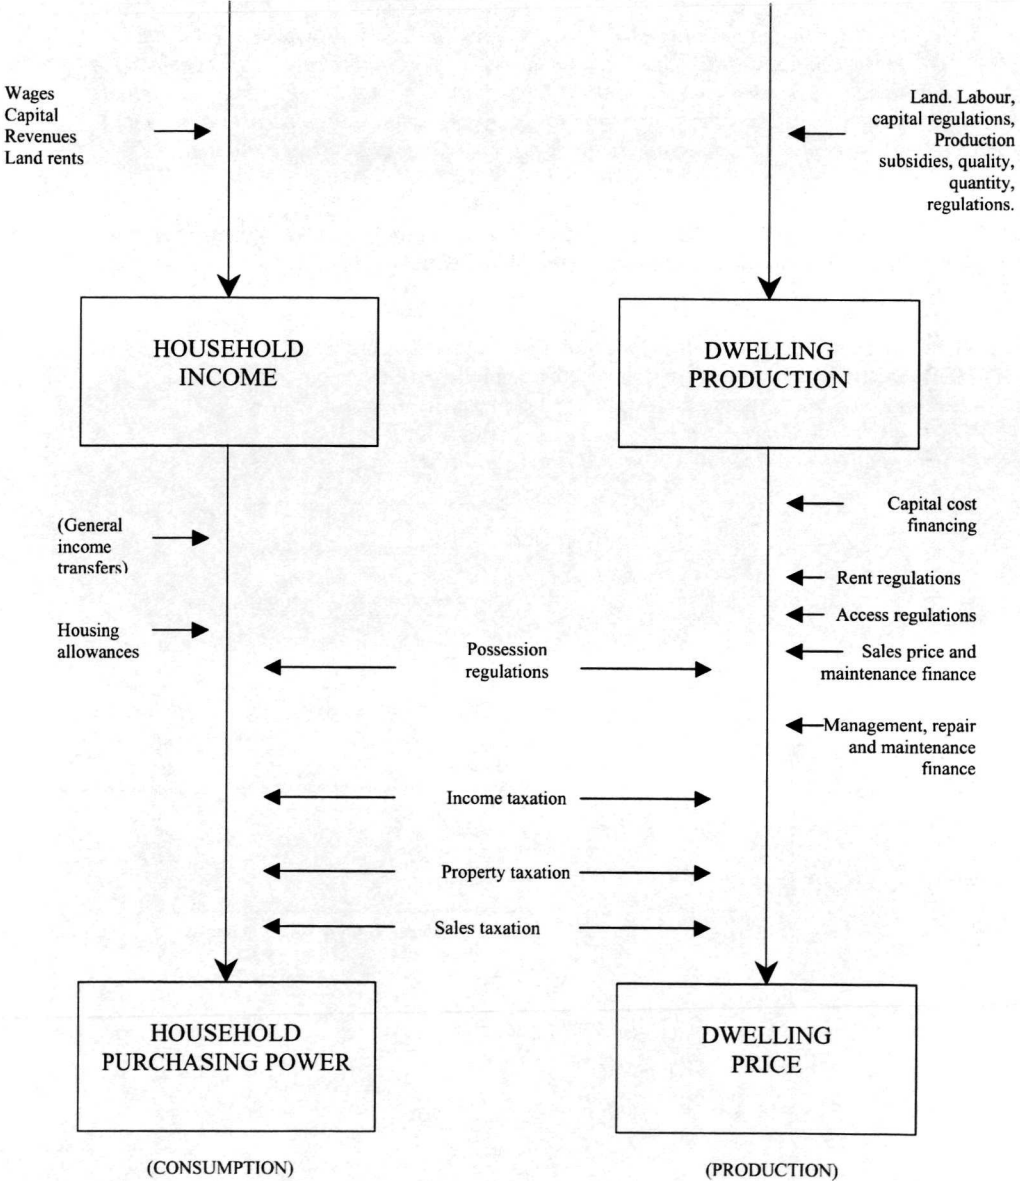 Wages
Capital
Revenues
Land rents
Land. Labour,
capital regulations,
Production
subsidies, quality,
quantity,
regulations.
HOUSEHOLD
INCOME
DWELLING
PRODUCTION
(General
income
transfers)
Housing
allowances
Possession
regulations
Capital cost
financing
Rent regulations
Access regulations
Sales price and
maintenance finance
Management, repair
and maintenance
finance
Income taxation
Property taxation
Sales taxation
HOUSEHOLD
PURCHASING POWER
DWELLING
PRICE
(CONSUMPTION)
(PRODUCTION)